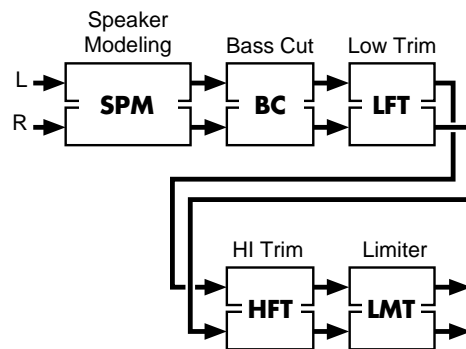 Speaker
Modeling
Bass Cut
Low Trim
L
R
SPM
BC
LFT
HI Trim
Limiter
HFT
LMT